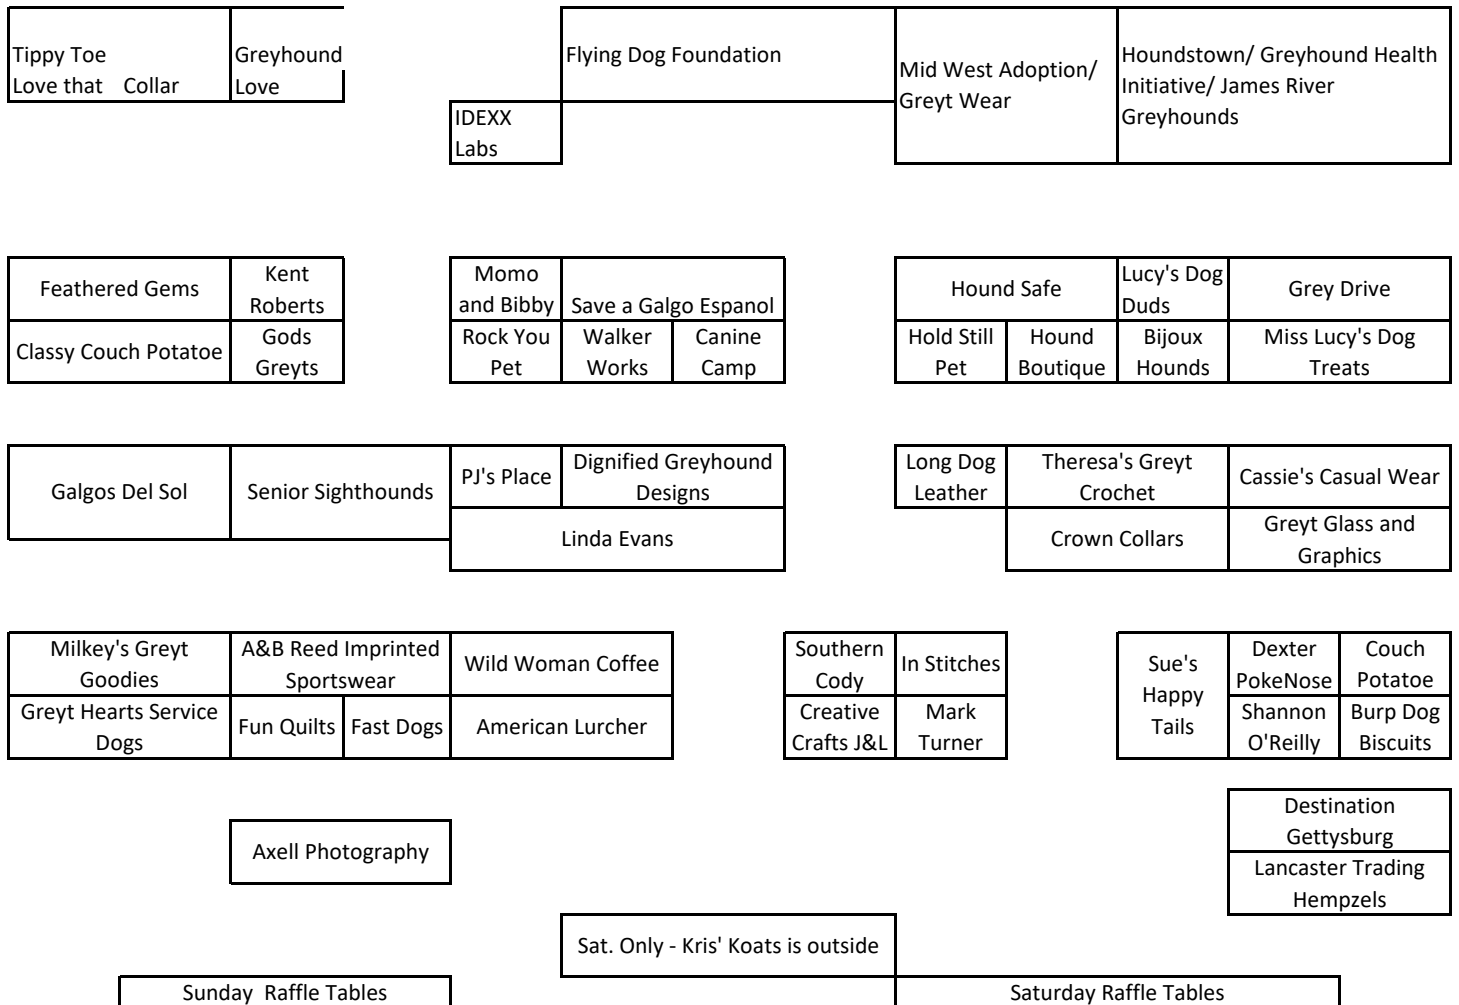 Tippy Toe
Love that Collar
Greyhound
Love
Flying Dog Foundation
Mid West Adoption/
Greyt Wear
Houndstown/ Greyhound Health
Initiative/ James River
Greyhounds
IDEXX
Labs
Feathered Gems
Kent
Roberts
Momo
and Bibby
Save a Galgo Espanol
Hound Safe
Lucy's Dog
Duds
Grey Drive
Classy Couch Potatoe
Gods
Greyts
Rock You
Pet
Walker
Works
Canine
Camp
Hold Still
Pet
Hound
Boutique
Bijoux
Hounds
Miss Lucy's Dog
Treats
Galgos Del Sol
Senior Sighthounds
PJ's Place
Dignified Greyhound
Designs
Long Dog
Leather
Theresa's Greyt
Crochet
Cassie's Casual Wear
Linda Evans
Crown Collars
Greyt Glass and
Graphics
Milkey's Greyt
Goodies
A&B Reed Imprinted
Sportswear
Wild Woman Coffee
Southern
Cody
In Stitches
Sue's
Happy
Tails
Dexter
PokeNose
Couch
Potatoe
Greyt Hearts Service
Dogs
Fun Quilts
Fast Dogs
American Lurcher
Creative
Crafts J&L
Mark
Turner
Shannon
O'Reilly
Burp Dog
Biscuits
Destination
Gettysburg
Axell Photography
Lancaster Trading
Hempzels
Sat. Only - Kris' Koats is outside
Sunday Raffle Tables
Saturday Raffle Tables